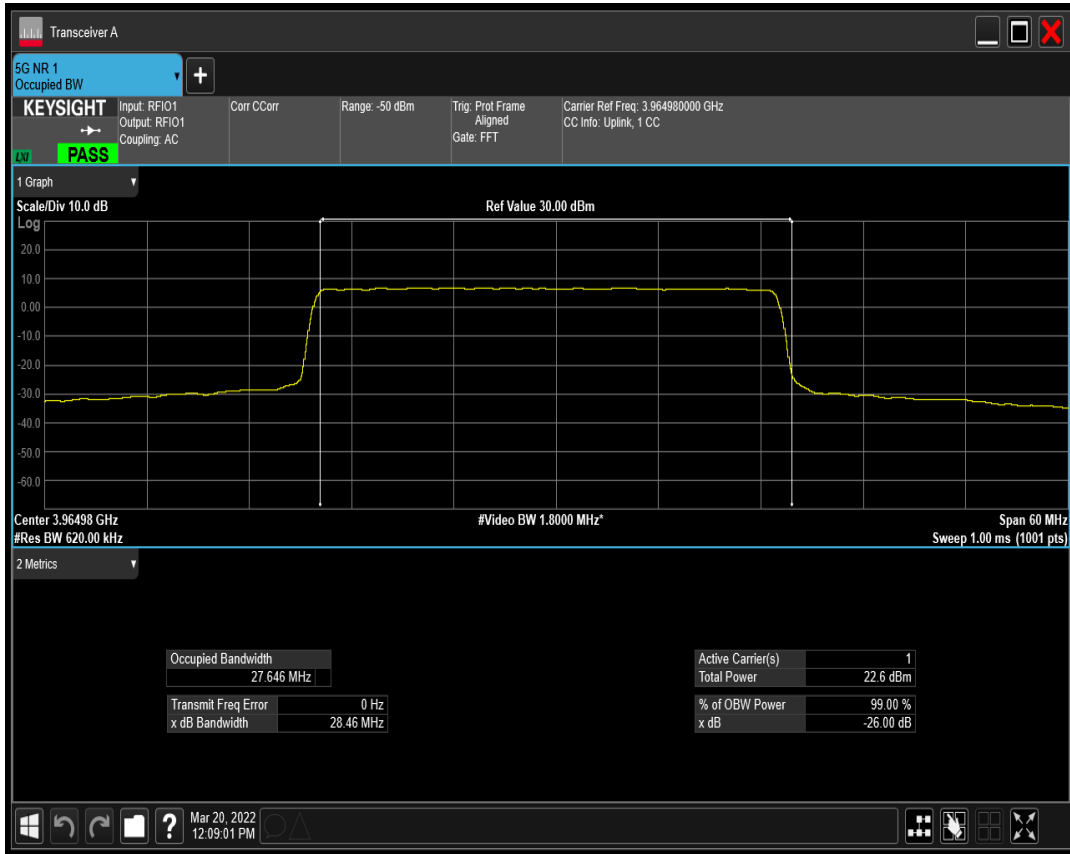 Transceiver A
5G NR 1
Occupied BW
+
KEYSIGHT
LXI
PASS
Input: RFIO1
Output: RFIO1
Coupling: AC
Corr CCorr
Range: -50 dBm
Trig: Prot Frame
Aligned
Gate: FFT
Carrier Ref Freq: 3.964980000 GHz
CC Info: Uplink, 1 CC
1 Graph
Scale/Div 10.0 dB
Ref Value 30.00 dBm
Log
20.0
10.0
0.00
-10.0
-20.0
-30.0
-40.0
-50.0
-60.0
Center 3.96498 GHz
#Video BW 1.8000 MHz*
Span 60 MHz
#Res BW 620.00 kHz
Sweep 1.00 ms (1001 pts)
2 Metrics
Occupied Bandwidth
27.646 MHz
Transmit Freq Error 0 Hz
x dB Bandwidth 28.46 MHz
Active Carrier(s) 1
Total Power 22.6 dBm
% of OBW Power 99.00 %
x dB -26.00 dB
?
Mar 20, 2022
12:09:01 PM